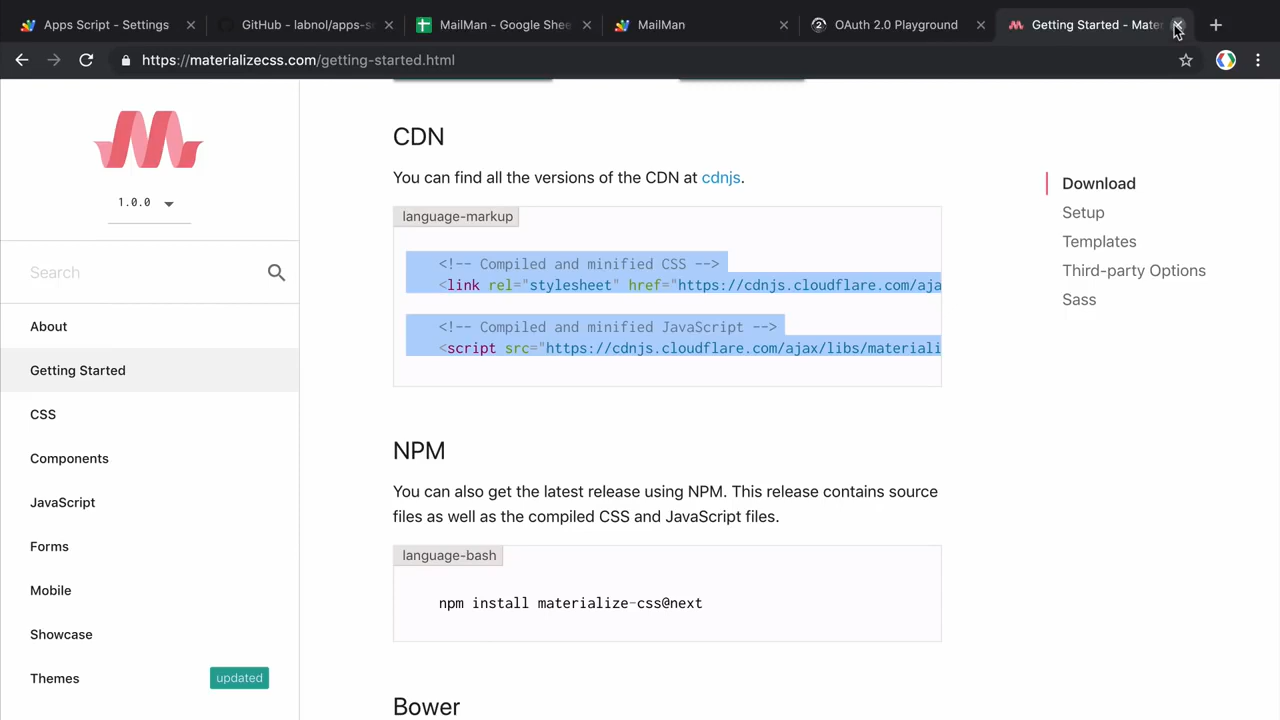 Apps Script - Settings
GitHub - labnol/apps-s
MailMan - Google Shee
MailMan
OAuth 2.0 Playground
Getting Started - Mater
https://materializecss.com/getting-started.html
1.0.0
Search
About
Getting Started
CSS
Components
JavaScript
Forms
Mobile
Showcase
Themes
updated
CDN
You can find all the versions of the CDN at cdnjs.
language-markup
<!-- Compiled and minified CSS -->
<link rel="stylesheet" href="https://cdnjs.cloudflare.com/aja
<!-- Compiled and minified JavaScript -->
<script src="https://cdnjs.cloudflare.com/ajax/libs/materiali
NPM
You can also get the latest release using NPM. This release contains source
files as well as the compiled CSS and JavaScript files.
language-bash
npm install materialize-css@next
Bower
Download
Setup
Templates
Third-party Options
Sass